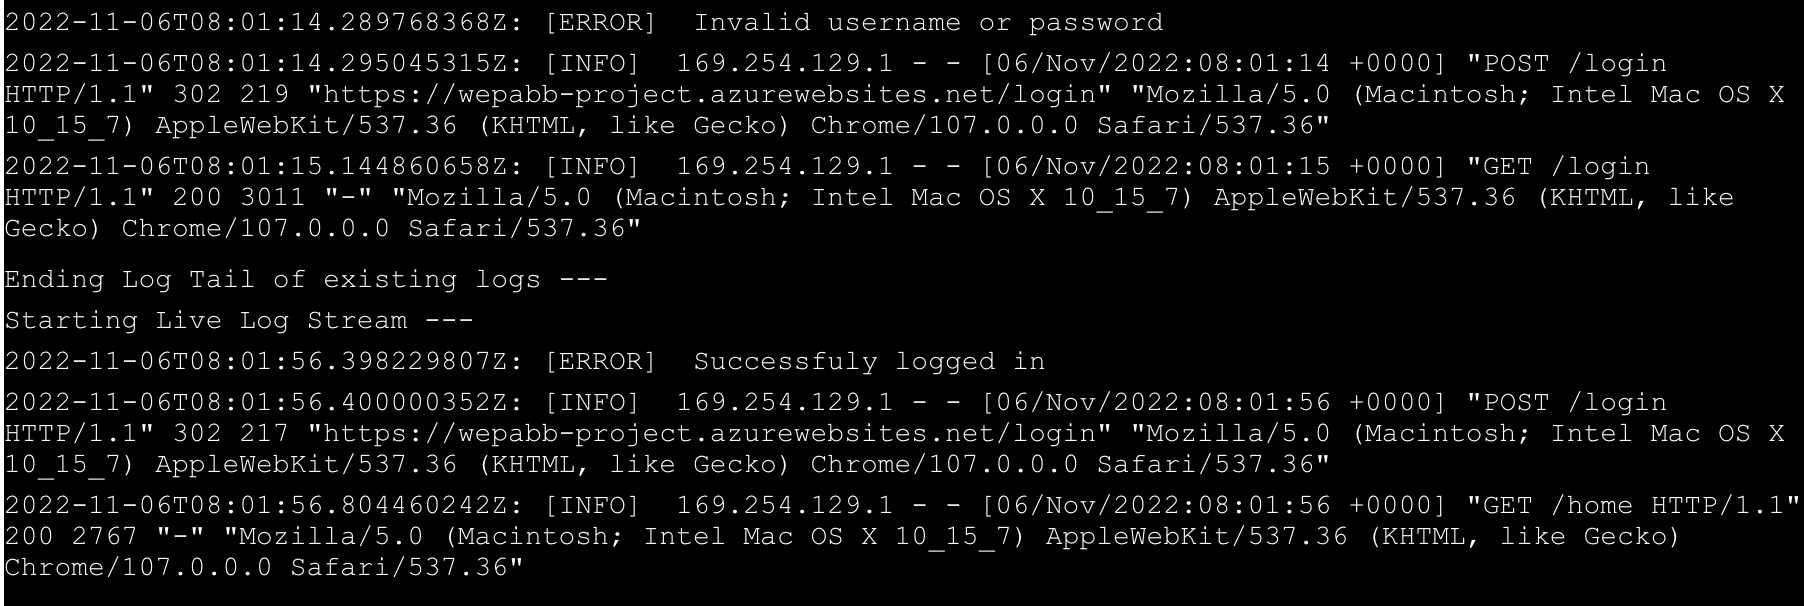 2022-11-06T08:01:14.289768368Z: [ERROR]  Invalid username or password
2022-11-06T08:01:14.295045315Z: [INFO]  169.254.129.1 - - [06/Nov/2022:08:01:14 +0000] "POST /login
HTTP/1.1" 302 219 "https://wepabb-project.azurewebsites.net/login" "Mozilla/5.0 (Macintosh; Intel Mac OS X
10_15_7) AppleWebKit/537.36 (KHTML, like Gecko) Chrome/107.0.0.0 Safari/537.36"
2022-11-06T08:01:15.144860658Z: [INFO]  169.254.129.1 - - [06/Nov/2022:08:01:15 +0000] "GET /login
HTTP/1.1" 200 3011 "-" "Mozilla/5.0 (Macintosh; Intel Mac OS X 10_15_7) AppleWebKit/537.36 (KHTML, like
Gecko) Chrome/107.0.0.0 Safari/537.36"
Ending Log Tail of existing logs ---
Starting Live Log Stream ---
2022-11-06T08:01:56.398229807Z: [ERROR]  Successfuly logged in
2022-11-06T08:01:56.400000352Z: [INFO]  169.254.129.1 - - [06/Nov/2022:08:01:56 +0000] "POST /login
HTTP/1.1" 302 217 "https://wepabb-project.azurewebsites.net/login" "Mozilla/5.0 (Macintosh; Intel Mac OS X
10_15_7) AppleWebKit/537.36 (KHTML, like Gecko) Chrome/107.0.0.0 Safari/537.36"
2022-11-06T08:01:56.804460242Z: [INFO]  169.254.129.1 - - [06/Nov/2022:08:01:56 +0000] "GET /home HTTP/1.1"
200 2767 "-" "Mozilla/5.0 (Macintosh; Intel Mac OS X 10_15_7) AppleWebKit/537.36 (KHTML, like Gecko)
Chrome/107.0.0.0 Safari/537.36"